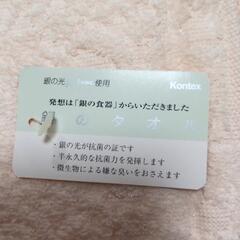 銀の光 使用
Kontex
発想は「銀の食器」からいただきました
のタオル
・銀の光が抗菌の証です
・半永久的な抗菌力を発揮します
・微生物による嫌な臭いをおさえます